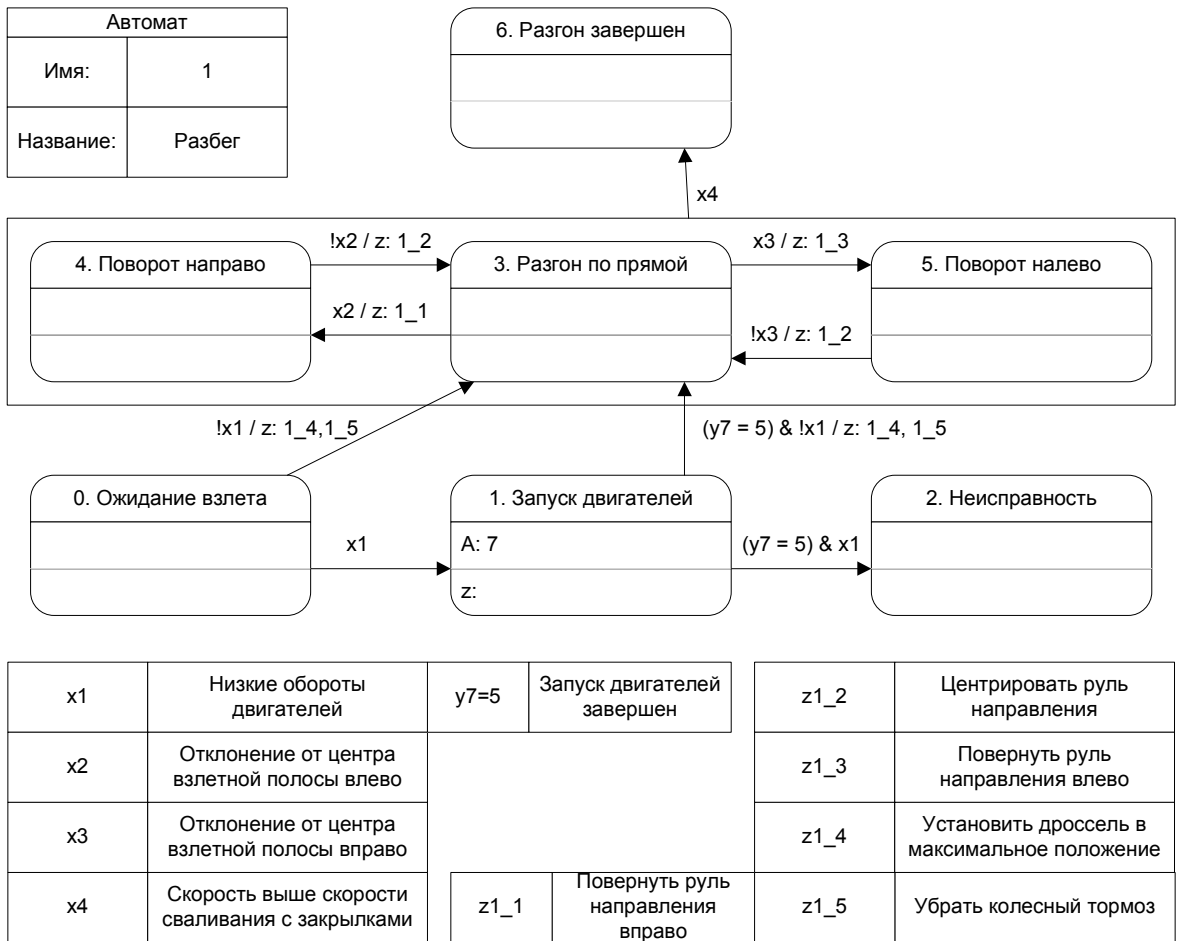 Автомат
Имя:
1
Название:
Разбег
6. Разгон завершен
x4
4. Поворот направо
!x2 / z: 1_2
x2 / z: 1_1
3. Разгон по прямой
x3 / z: 1_3
!x3 / z: 1_2
5. Поворот налево
!x1 / z: 1_4,1_5
(y7 = 5) & !x1 / z: 1_4, 1_5
0. Ожидание взлета
x1
1. Запуск двигателей
A: 7
z:
(y7 = 5) & x1
2. Неисправность
x1
Низкие обороты
двигателей
y7=5
Запуск двигателей
завершен
z1_2
Центрировать руль
направления
x2
Отклонение от центра
взлетной полосы влево
z1_3
Повернуть руль
направления влево
x3
Отклонение от центра
взлетной полосы вправо
z1_4
Установить дроссель в
максимальное положение
x4
Скорость выше скорости
сваливания с закрылками
z1_1
Повернуть руль
направления
вправо
z1_5
Убрать колесный тормоз